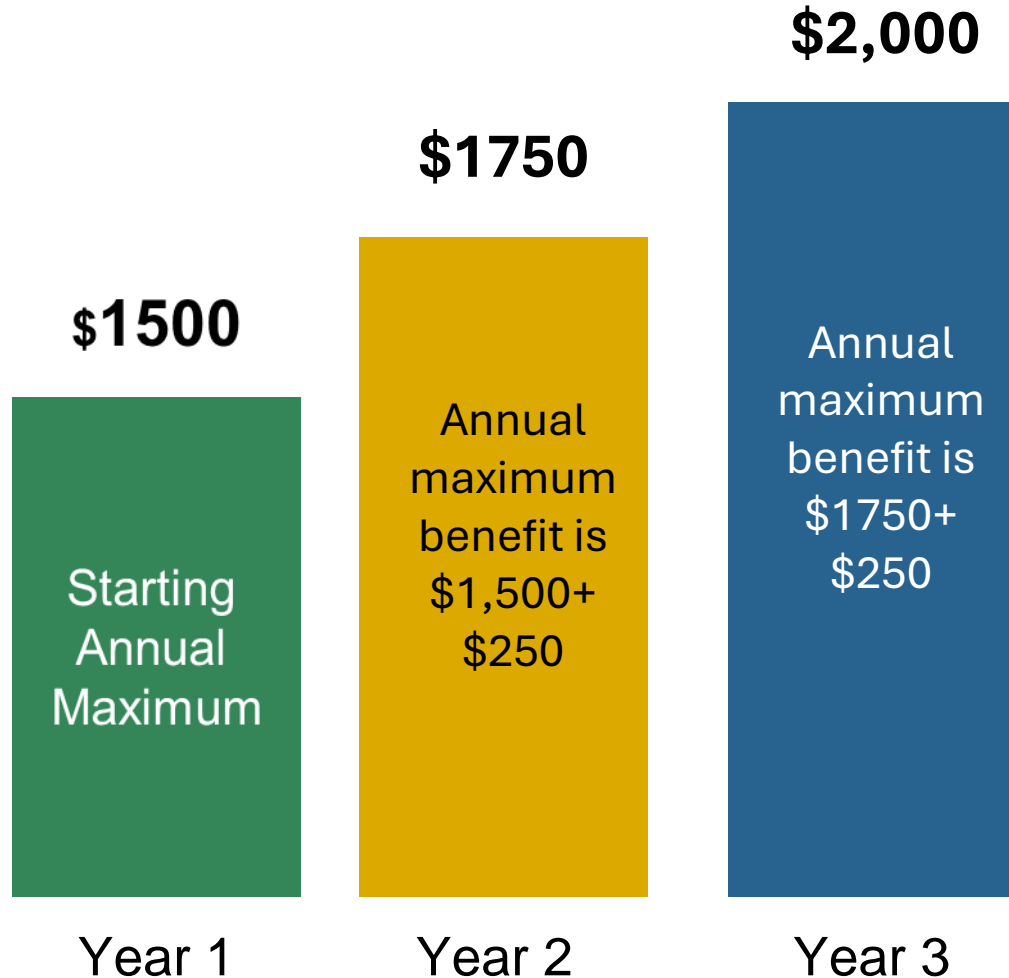 $2,000
$1750
$1500
Starting
Annual
Maximum
Annual
maximum
benefit is
$1,500+
$250
Annual
maximum
benefit is
$1750+
$250
Year 1
Year 2
Year 3